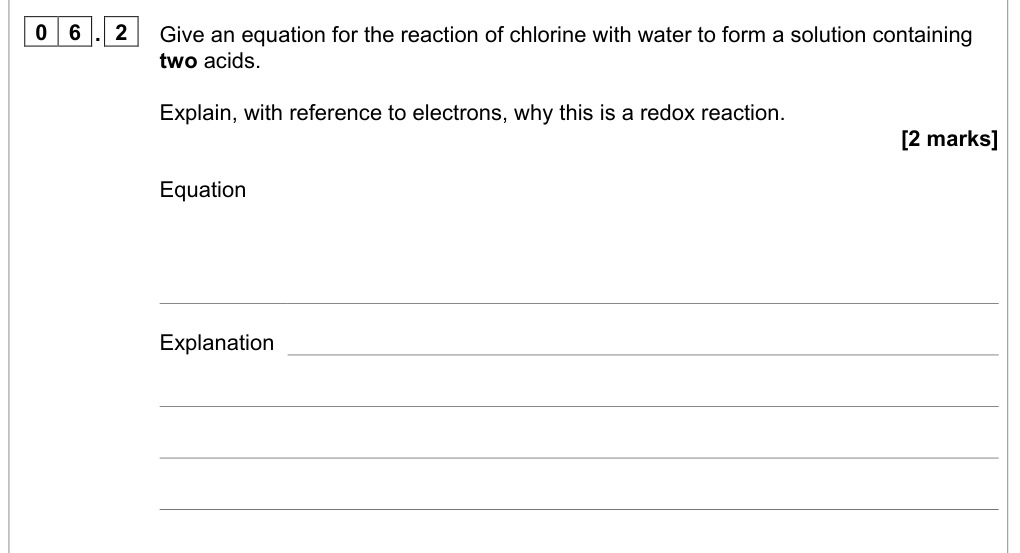 0 6 . 2 Give an equation for the reaction of chlorine with water to form a solution containing
two acids.
Explain, with reference to electrons, why this is a redox reaction.
[2 marks]
Equation
Explanation